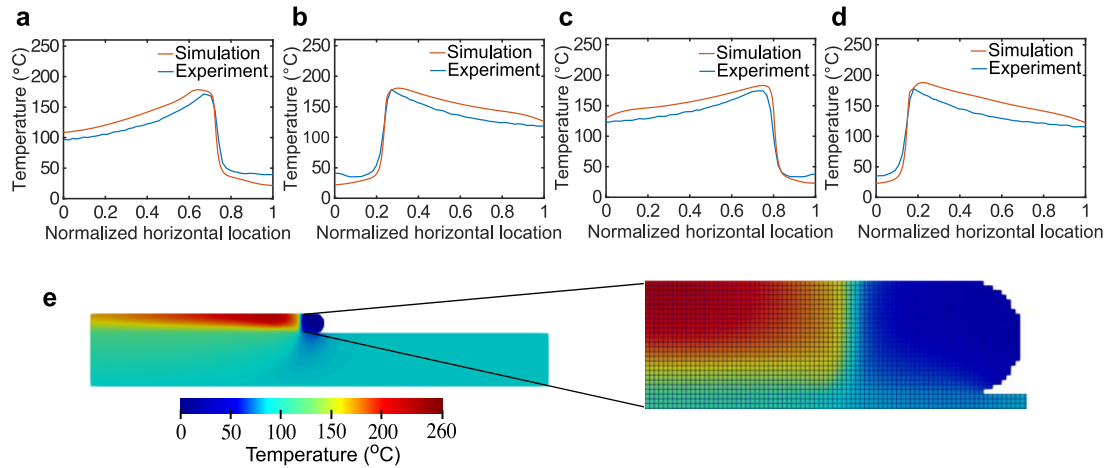 a
250
200
150
100
50
0
Temperature (°C)
Simulation
Experiment
0 0.2 0.4 0.6 0.8 1
Normalized horizontal location
b
250
200
150
100
50
0
Temperature (°C)
Simulation
Experiment
0 0.2 0.4 0.6 0.8 1
Normalized horizontal location
c
250
200
150
100
50
0
Temperature (°C)
Simulation
Experiment
0 0.2 0.4 0.6 0.8 1
Normalized horizontal location
d
250
200
150
100
50
0
Temperature (°C)
Simulation
Experiment
0 0.2 0.4 0.6 0.8 1
Normalized horizontal location
e
0 50 100 150 200 260
Temperature (°C)